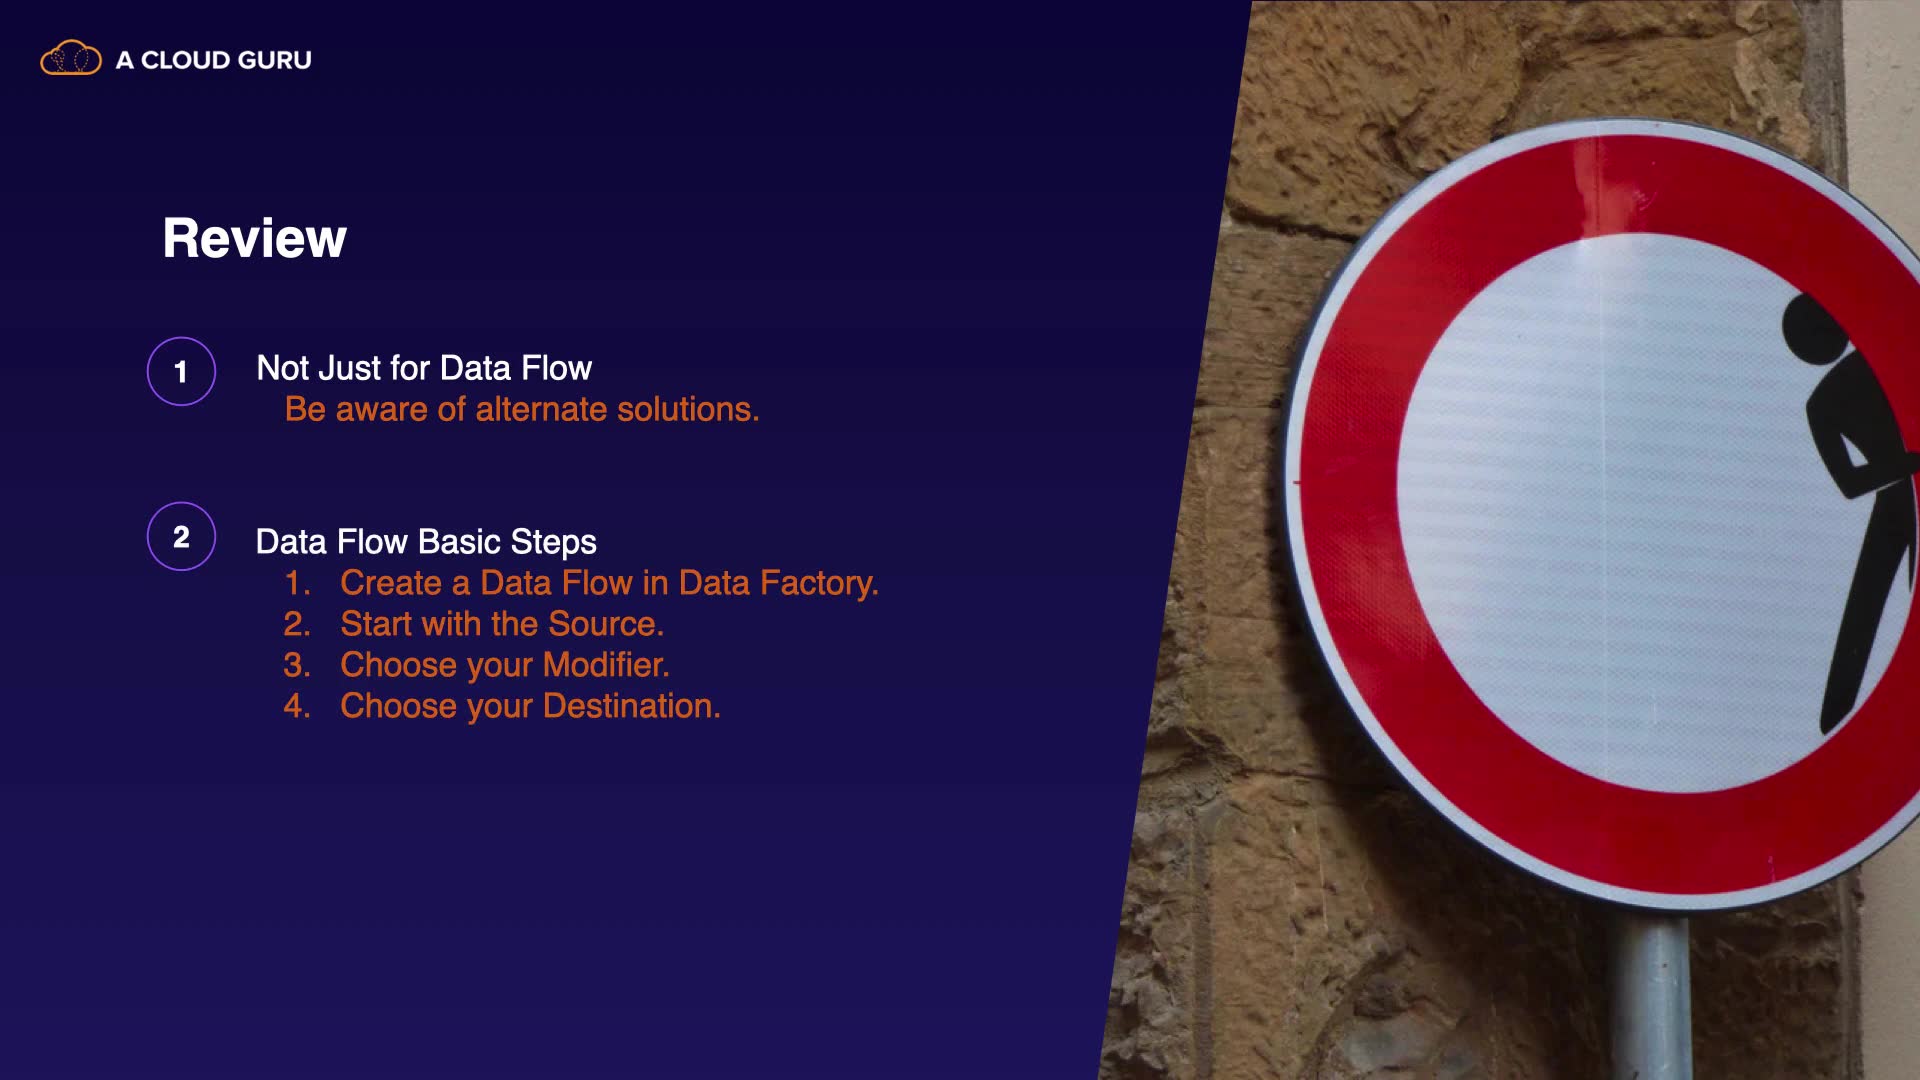 A CLOUD GURU
Review
1
Not Just for Data Flow
Be aware of alternate solutions.
2
Data Flow Basic Steps
1. Create a Data Flow in Data Factory.
2. Start with the Source.
3. Choose your Modifier.
4. Choose your Destination.